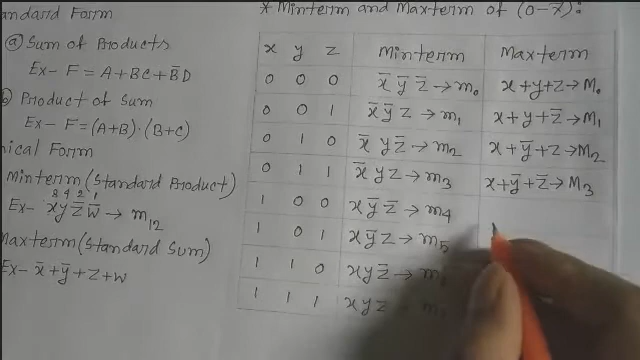 andard Form
(a) Sum of Products
Ex- F = A+BC+B̅D
b) Product of Sum
Ex- F=(A+B)·(B+C)
nical Form
Minterm (Standard Product)
8 4 2 1
Ex- x y z̅ w̅ → m12
Maxterm (Standard Sum)
Ex- x̅+y̅+z+w
* Minterm and Maxterm of (0-7):
x y z Minterm Maxterm
0 0 0 x̅ y̅ z̅ → m0 x+y+z → M0
0 0 1 x̅ y̅ z → m1 x+y+z̅ → M1
0 1 0 x̅ y z̅ → m2 x+y̅+z → M2
0 1 1 x̅ y z → m3 x+y̅+z̅ → M3
1 0 0 x y̅ z̅ → m4
1 0 1 x y̅ z → m5
1 1 0 x y z̅ → m
1 1 1 x y z